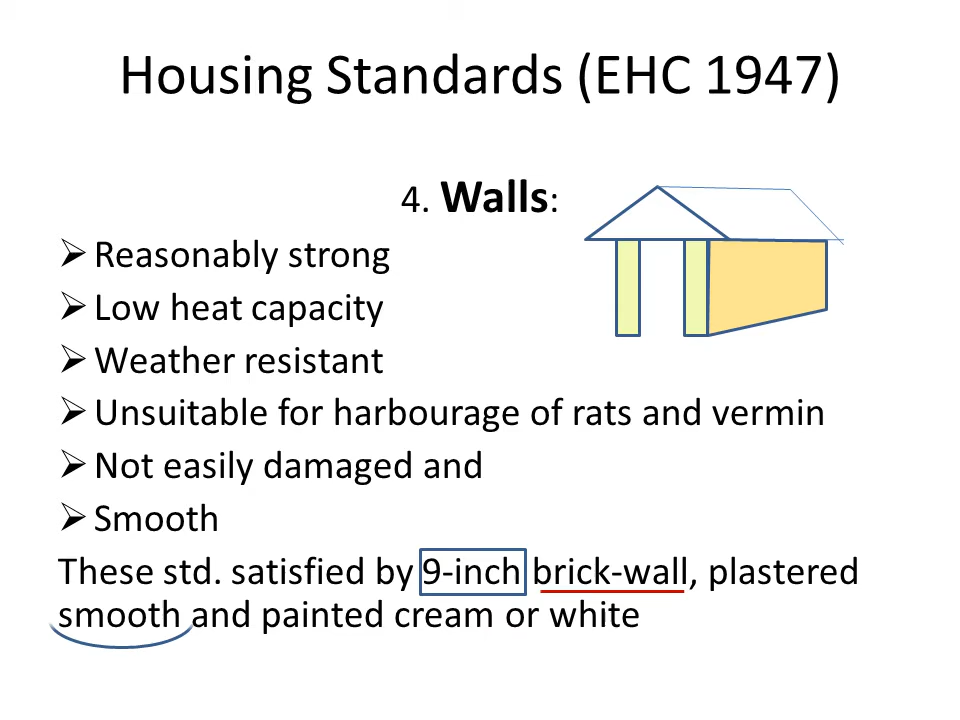 Housing Standards (EHC 1947)
4. Walls:
➢ Reasonably strong
➢ Low heat capacity
➢ Weather resistant
➢ Unsuitable for harbourage of rats and vermin
➢ Not easily damaged and
➢ Smooth
These std. satisfied by 9-inch brick-wall, plastered
smooth and painted cream or white